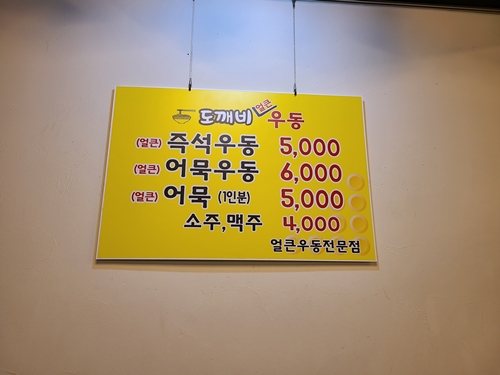 도깨비 얼큰 우동
(얼큰) 즉석우동 5,000
(얼큰) 어묵우동 6,000
(얼큰) 어묵 (1인분) 5,000
소주,맥주 4,000
얼큰우동전문점